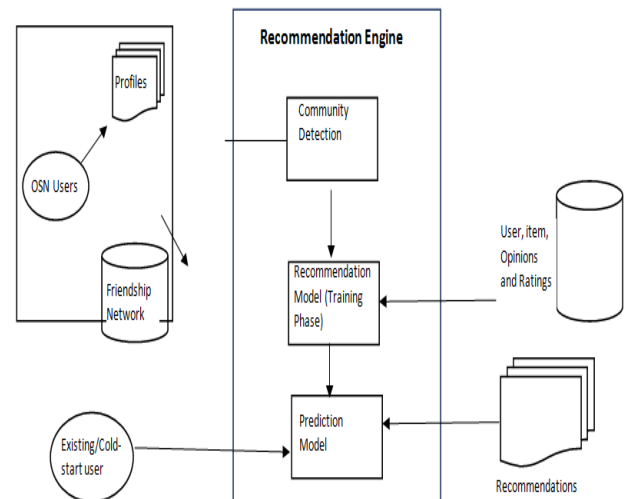 Recommendation Engine
Profiles
OSN Users
Friendship
Network
Community
Detection
Recommendation
Model (Training
Phase)
User, item,
Opinions
and Ratings
Prediction
Model
Existing/Cold-
start user
Recommendations